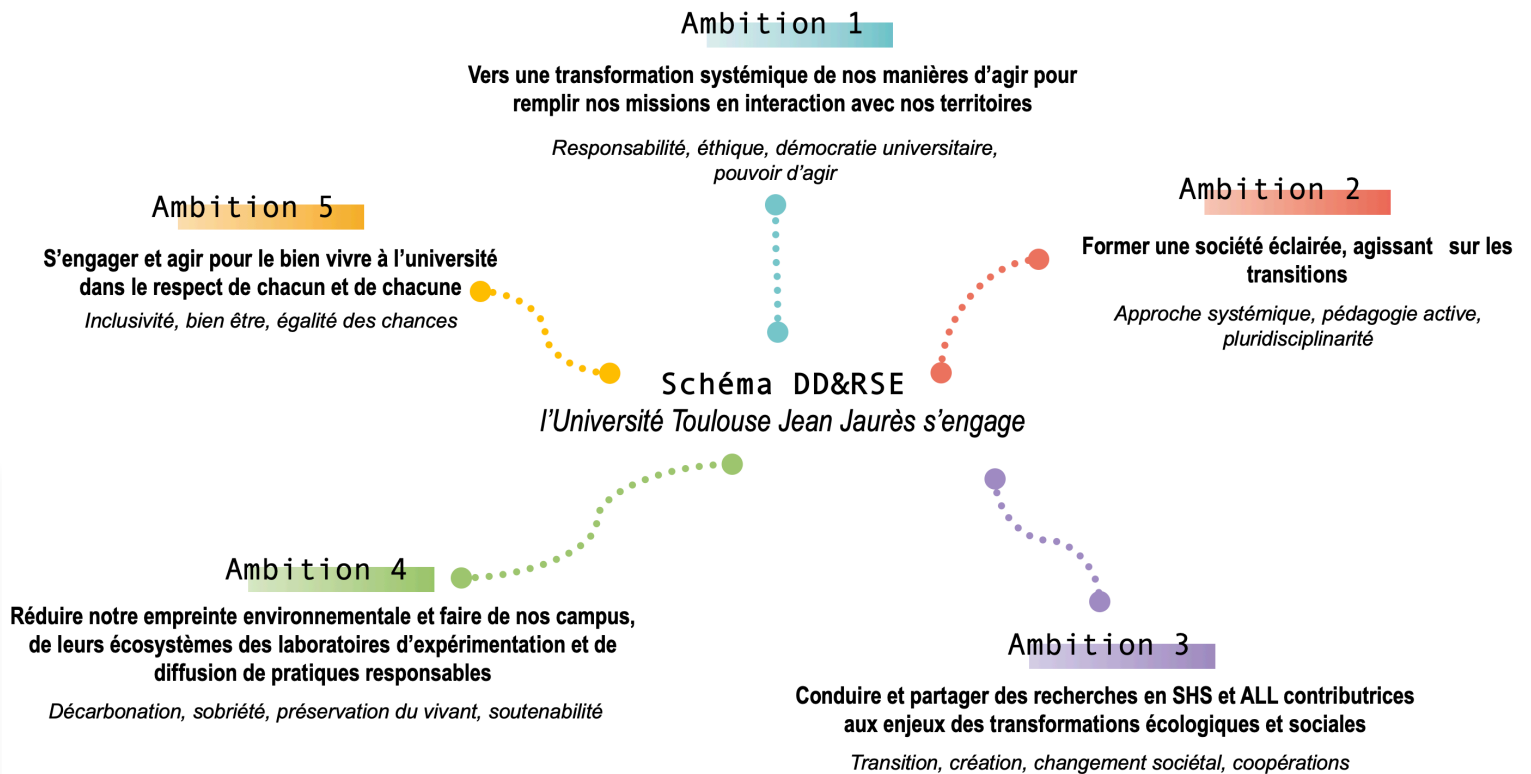 Ambition 1
Vers une transformation systémique de nos manières d’agir pour
remplir nos missions en interaction avec nos territoires
Responsabilité, éthique, démocratie universitaire,
pouvoir d’agir
Ambition 2
Former une société éclairée, agissant sur les
transitions
Approche systémique, pédagogie active,
pluridisciplinarité
Ambition 5
S’engager et agir pour le bien vivre à l’université
dans le respect de chacun et de chacune
Inclusivité, bien être, égalité des chances
Schéma DD&RSE
l’Université Toulouse Jean Jaurès s’engage
Ambition 4
Réduire notre empreinte environnementale et faire de nos campus,
de leurs écosystèmes des laboratoires d’expérimentation et de
diffusion de pratiques responsables
Décarbonation, sobriété, préservation du vivant, soutenabilité
Ambition 3
Conduire et partager des recherches en SHS et ALL contributrices
aux enjeux des transformations écologiques et sociales
Transition, création, changement sociétal, coopérations